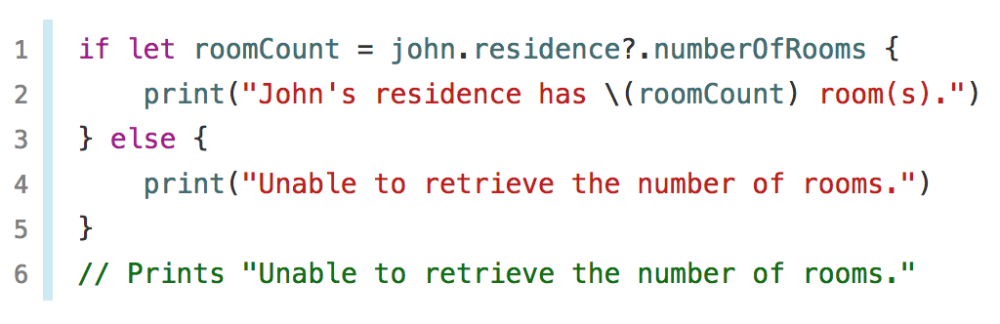 1 if let roomCount = john.residence?.numberOfRooms {
2     print("John's residence has \(roomCount) room(s).")
3 } else {
4     print("Unable to retrieve the number of rooms.")
5 }
6 // Prints "Unable to retrieve the number of rooms."